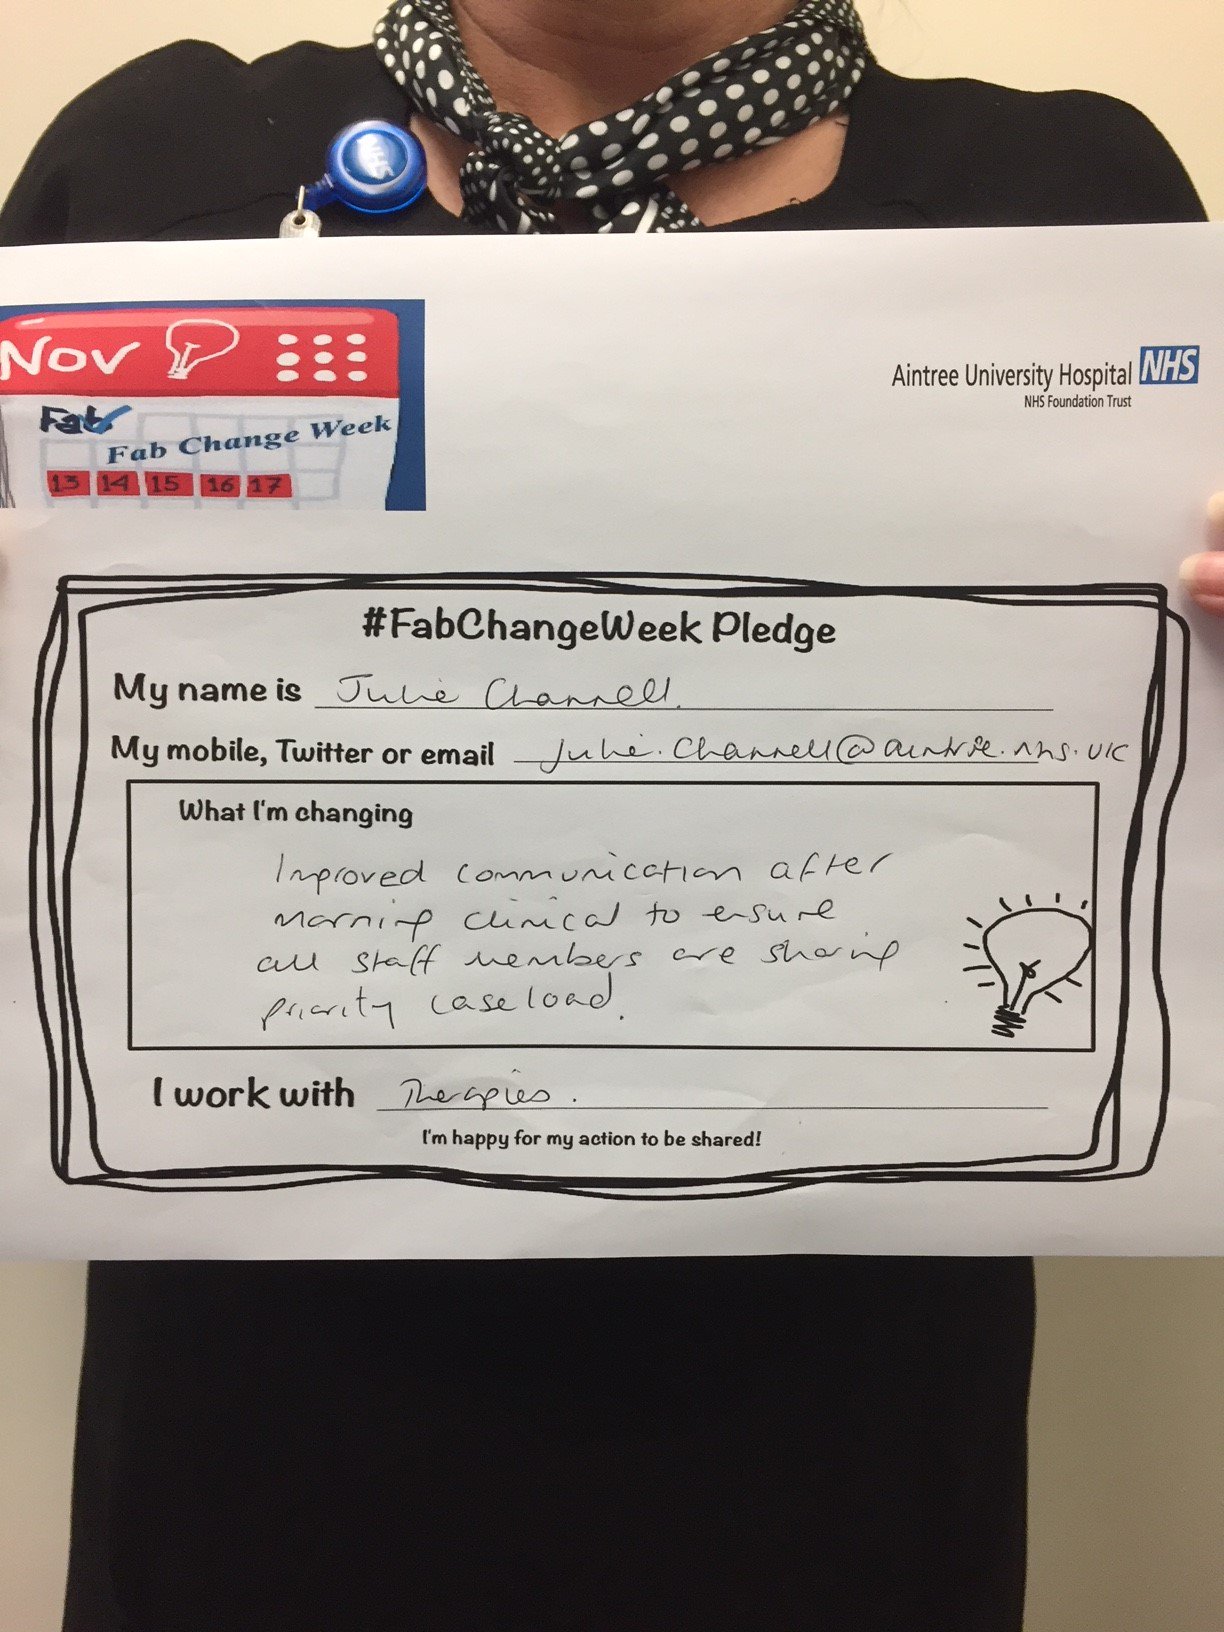 NHS
Nov
Fab
Fab Change Week
13 14 15 16 17
Aintree University Hospital NHS
NHS Foundation Trust
#FabChangeWeek Pledge
My name is Julie Channell.
My mobile, Twitter or email Julie.Channell@aintree.nhs.uk
What I'm changing
Improved communication after
morning clinical to ensure
all staff members are sharing
priority caseload.
I work with Therapies.
I'm happy for my action to be shared!